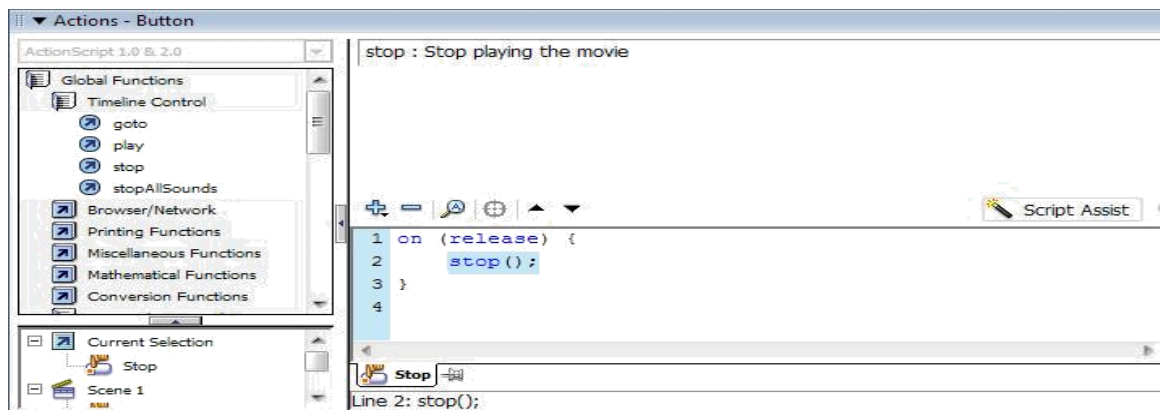 Actions - Button
ActionScript 1.0 & 2.0
Global Functions
Timeline Control
goto
play
stop
stopAllSounds
Browser/Network
Printing Functions
Miscellaneous Functions
Mathematical Functions
Conversion Functions
Current Selection
Stop
Scene 1
stop : Stop playing the movie
Script Assist
1 on (release) {
2 stop();
3 }
4
Stop
Line 2: stop();